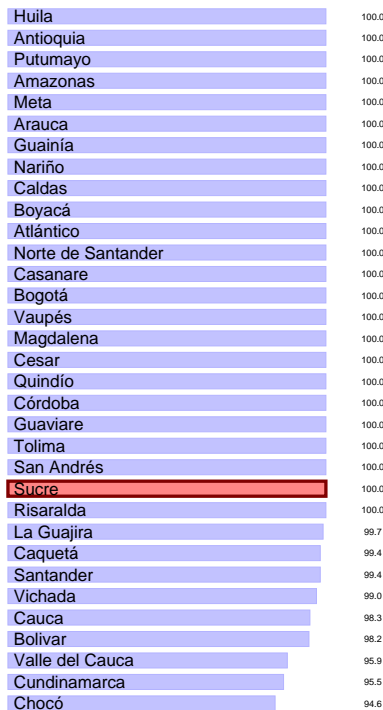 Huila 100.0
Antioquia 100.0
Putumayo 100.0
Amazonas 100.0
Meta 100.0
Arauca 100.0
Guainía 100.0
Nariño 100.0
Caldas 100.0
Boyacá 100.0
Atlántico 100.0
Norte de Santander 100.0
Casanare 100.0
Bogotá 100.0
Vaupés 100.0
Magdalena 100.0
Cesar 100.0
Quindío 100.0
Córdoba 100.0
Guaviare 100.0
Tolima 100.0
San Andrés 100.0
Sucre 100.0
Risaralda 100.0
La Guajira 99.7
Caquetá 99.4
Santander 99.4
Vichada 99.0
Cauca 98.3
Bolivar 98.2
Valle del Cauca 95.9
Cundinamarca 95.5
Chocó 94.6